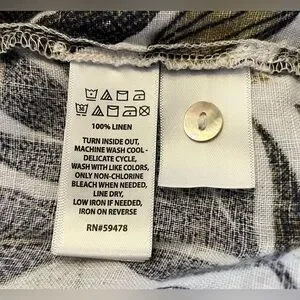 100% LINEN
TURN INSIDE OUT,
MACHINE WASH COOL -
DELICATE CYCLE,
WASH WITH LIKE COLORS,
ONLY NON-CHLORINE
BLEACH WHEN NEEDED,
LINE DRY,
LOW IRON IF NEEDED,
IRON ON REVERSE
RN#59478